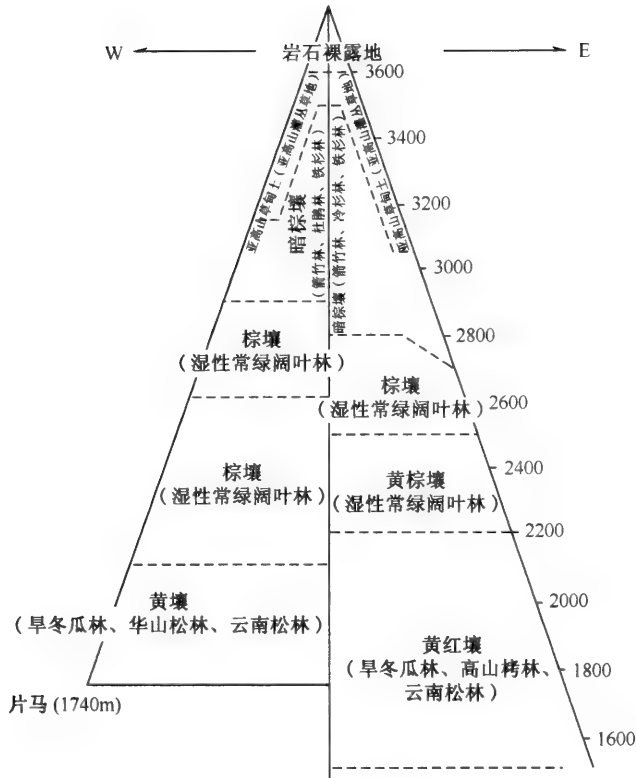 W
E
岩石裸露地
3600
亚高山草甸土(亚高山灌丛草地)
暗棕壤
(箭竹林、杜鹃林、铁杉林)
暗棕壤(箭竹林、冷杉林、铁杉林)
亚高山草甸土(亚高山灌丛草地)
3400
3200
3000
2800
棕壤
(湿性常绿阔叶林)
棕壤
(湿性常绿阔叶林)
2600
2400
棕壤
(湿性常绿阔叶林)
黄棕壤
(湿性常绿阔叶林)
2200
2000
黄壤
(旱冬瓜林、华山松林、云南松林)
黄红壤
(旱冬瓜林、高山栲林、
云南松林)
1800
片马(1740m)
1600